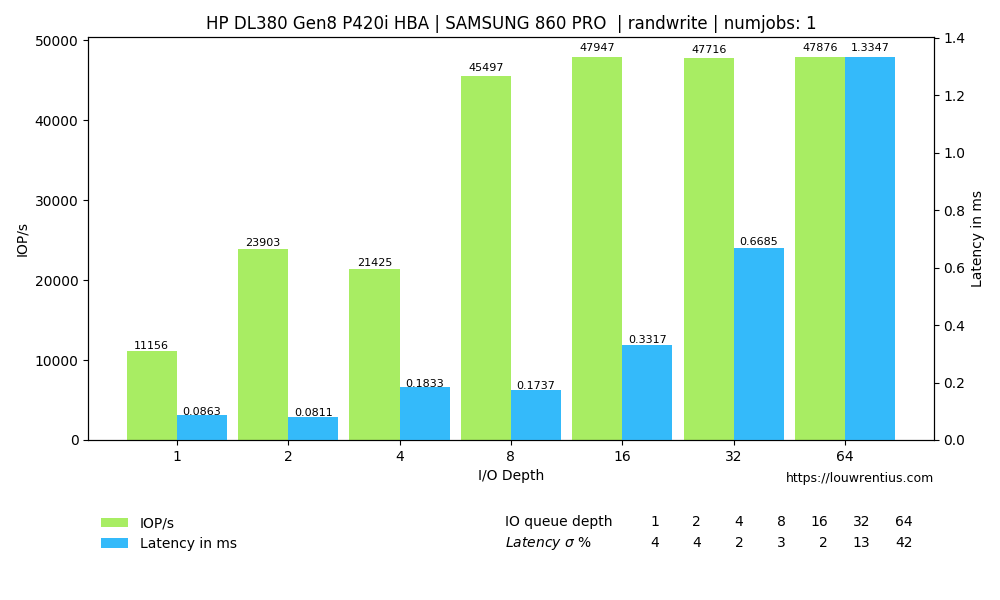 HP DL380 Gen8 P420i HBA | SAMSUNG 860 PRO | randwrite | numjobs: 1
50000
40000
30000
20000
10000
0
IOP/s
1.4
1.2
1.0
0.8
0.6
0.4
0.2
0.0
Latency in ms
11156
0.0863
23903
0.0811
21425
0.1833
45497
0.1737
47947
0.3317
47716
0.6685
47876
1.3347
1 2 4 8 16 32 64
I/O Depth
https://louwrentius.com
IOP/s
Latency in ms
IO queue depth 1 2 4 8 16 32 64
Latency σ % 4 4 2 3 2 13 42